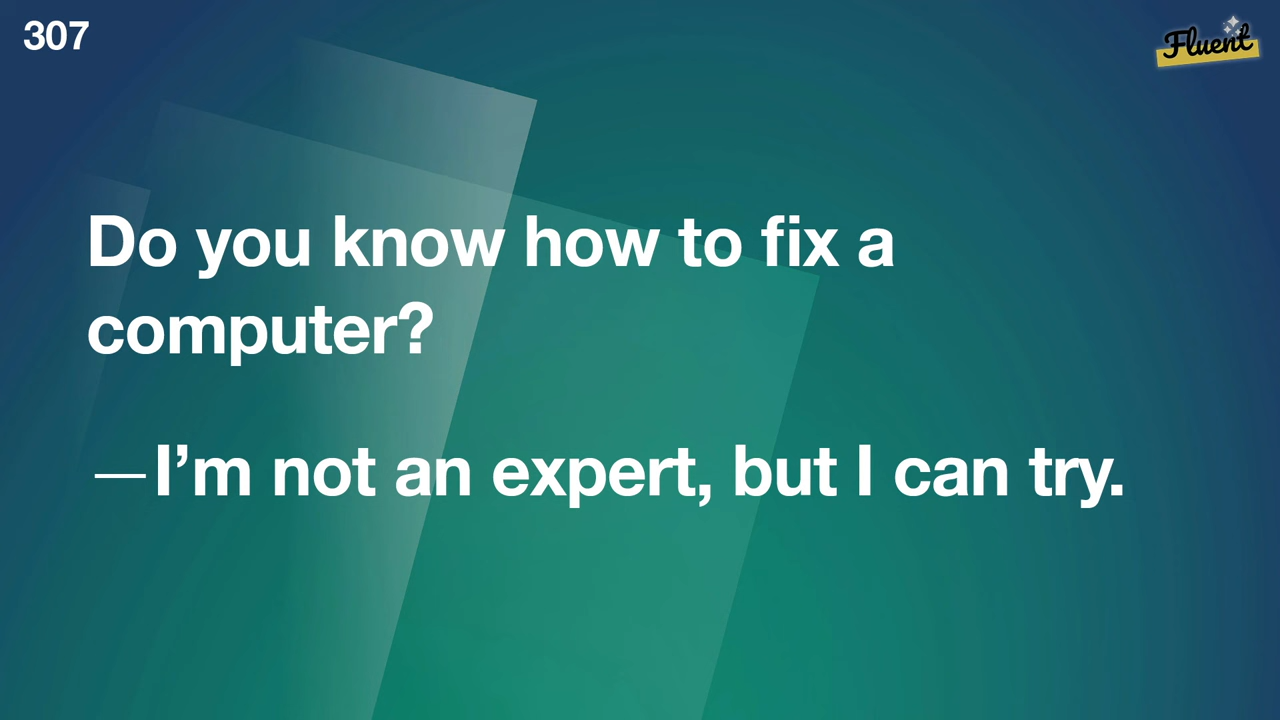 307
Fluent
Do you know how to fix a
computer?
—I’m not an expert, but I can try.